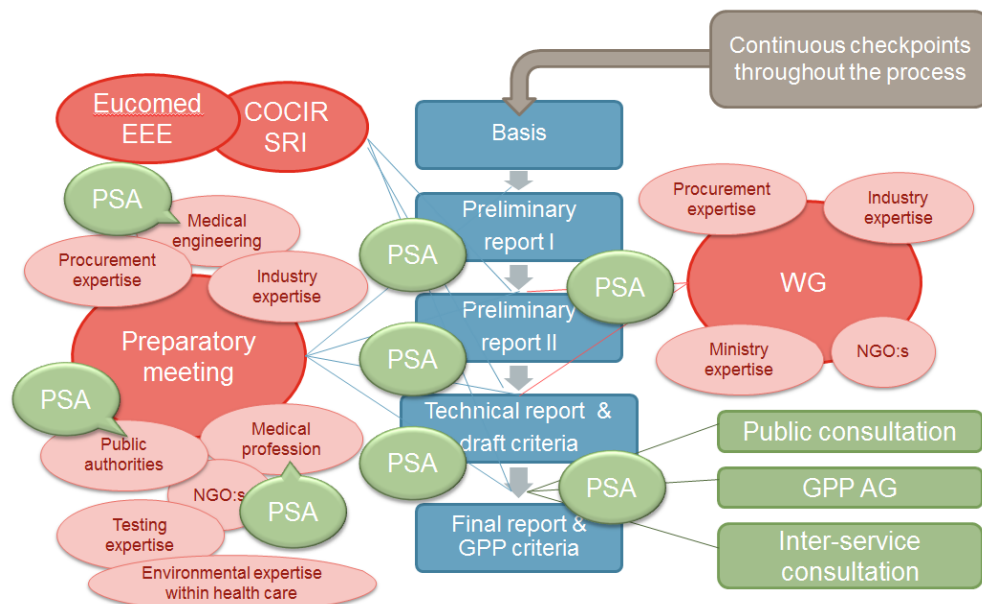 Continuous checkpoints
throughout the process
Eucomed
EEE
COCIR
SRI
Basis
PSA
Medical
engineering
Procurement
expertise
Industry
expertise
Preparatory
meeting
PSA
Public
authorities
Medical
profession
NGO:s
PSA
Testing
expertise
Environmental expertise
within health care
Preliminary
report I
PSA
Preliminary
report II
PSA
Technical report &
draft criteria
PSA
Final report &
GPP criteria
PSA
Procurement
expertise
Industry
expertise
WG
Ministry
expertise
NGO:s
PSA
Public consultation
GPP AG
Inter-service
consultation